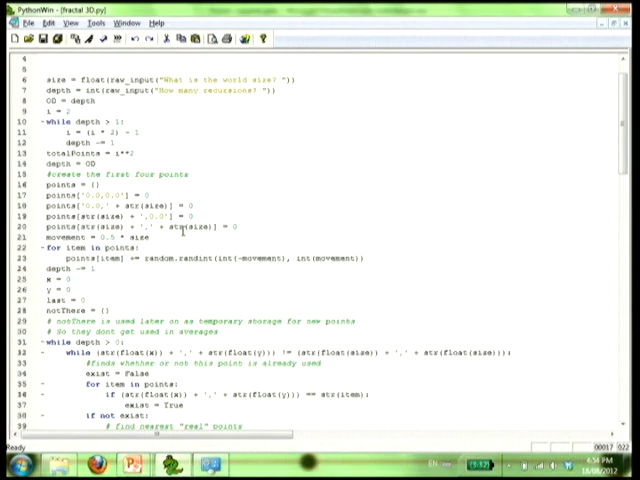 PythonWin - [fractal 3D.py]
File Edit View Tools Window Help
4
5
6 size = float(raw_input("What is the world size? "))
7 depth = int(raw_input("How many recursions? "))
8 OD = depth
9 i = 2
10 while depth > 1:
11 i = (i * 2) - 1
12 depth -= 1
13 totalPoints = i**2
14 depth = OD
15 #create the first four points
16 points = {}
17 points['0.0,0.0'] = 0
18 points['0.0,' + str(size)] = 0
19 points[str(size) + ',0.0'] = 0
20 points[str(size) + ',' + str(size)] = 0
21 movement = 0.5 * size
22 for item in points:
23 points[item] += random.randint(int(-movement), int(movement))
24 depth -= 1
25 x = 0
26 y = 0
27 last = 0
28 notThere = {}
29 # notThere is used later on as temporary storage for new points
30 # So they dont get used in averages
31 while depth > 0:
32 while (str(float(x)) + ',' + str(float(y))) != (str(float(size)) + ',' + str(float(size))):
33 #finds whether or not this point is already used
34 exist = False
35 for item in points:
36 if (str(float(x)) + ',' + str(float(y))) == str(item):
37 exist = True
38 if not exist:
39 # find nearest "real" points
Ready
00017 022
EN
(3:32)
4:54 PM
18/08/2012